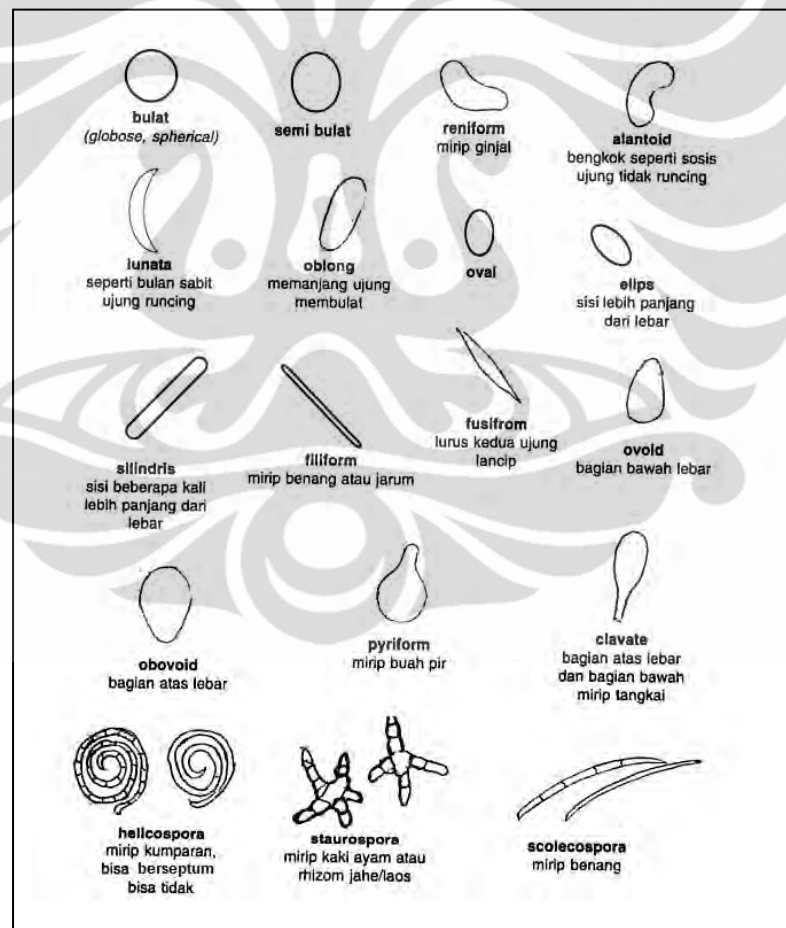 bulat
(globose, spherical)
semi bulat
reniform
mirip ginjal
alantoid
bengkok seperti sosis
ujung tidak runcing
lunata
seperti bulan sabit
ujung runcing
oblong
memanjang ujung
membulat
oval
elips
sisi lebih panjang
dari lebar
silindris
sisi beberapa kali
lebih panjang dari
lebar
filiform
mirip benang atau jarum
fusifrom
lurus kedua ujung
lancip
ovoid
bagian bawah lebar
obovoid
bagian atas lebar
pyriform
mirip buah pir
clavate
bagian atas lebar
dan bagian bawah
mirip tangkai
helicospora
mirip kumparan,
bisa berseptum
bisa tidak
staurospora
mirip kaki ayam atau
rhizom jahe/laos
scolecospora
mirip benang